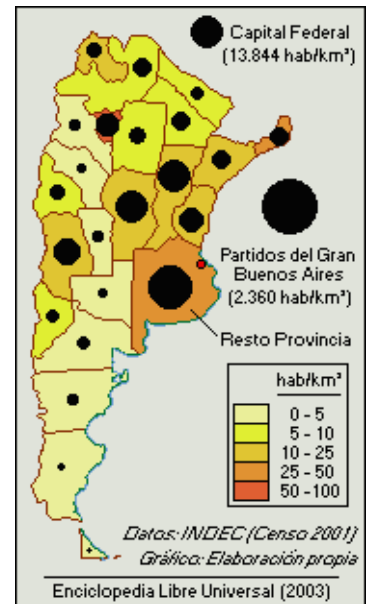 Capital Federal
(13.844 hab/km²)
Partidos del Gran
Buenos Aires
(2.360 hab/km²)
Resto Provincia
hab/km²
0 - 5
5 - 10
10 - 25
25 - 50
50 - 100
Datos: INDEC (Censo 2001)
Gráfico: Elaboración propia
Enciclopedia Libre Universal (2003)